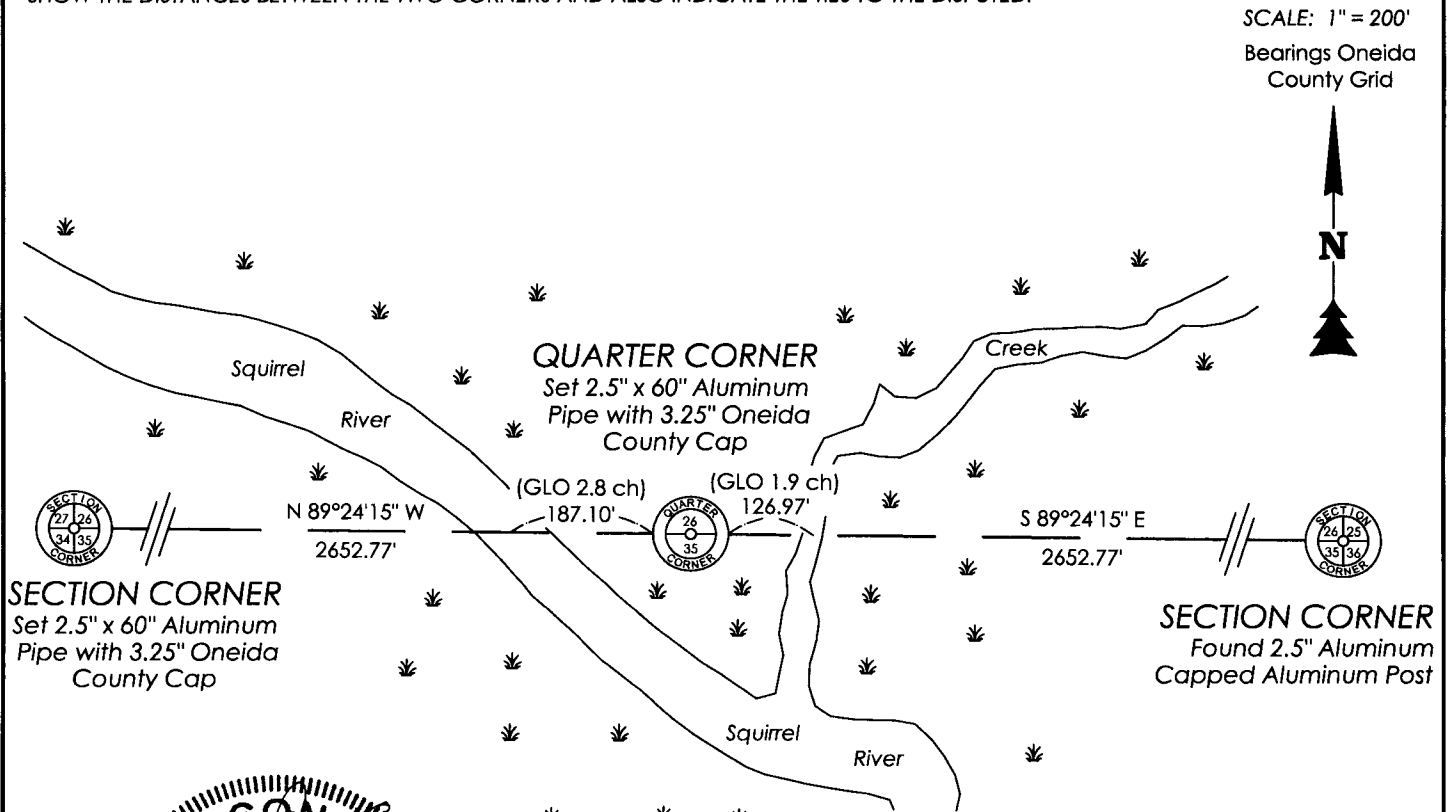 SCALE: 1" = 200'
Bearings Oneida
County Grid
N
Squirrel
River
QUARTER CORNER
Set 2.5" x 60" Aluminum
Pipe with 3.25" Oneida
County Cap
Creek
(GLO 2.8 ch)
187.10'
(GLO 1.9 ch)
126.97'
N 89°24'15" W
2652.77'
S 89°24'15" E
2652.77'
SECTION
27 26
34 35
CORNER
QUARTER
26
35
CORNER
SECTION
26 25
35 36
CORNER
SECTION CORNER
Set 2.5" x 60" Aluminum
Pipe with 3.25" Oneida
County Cap
SECTION CORNER
Found 2.5" Aluminum
Capped Aluminum Post
Squirrel
River